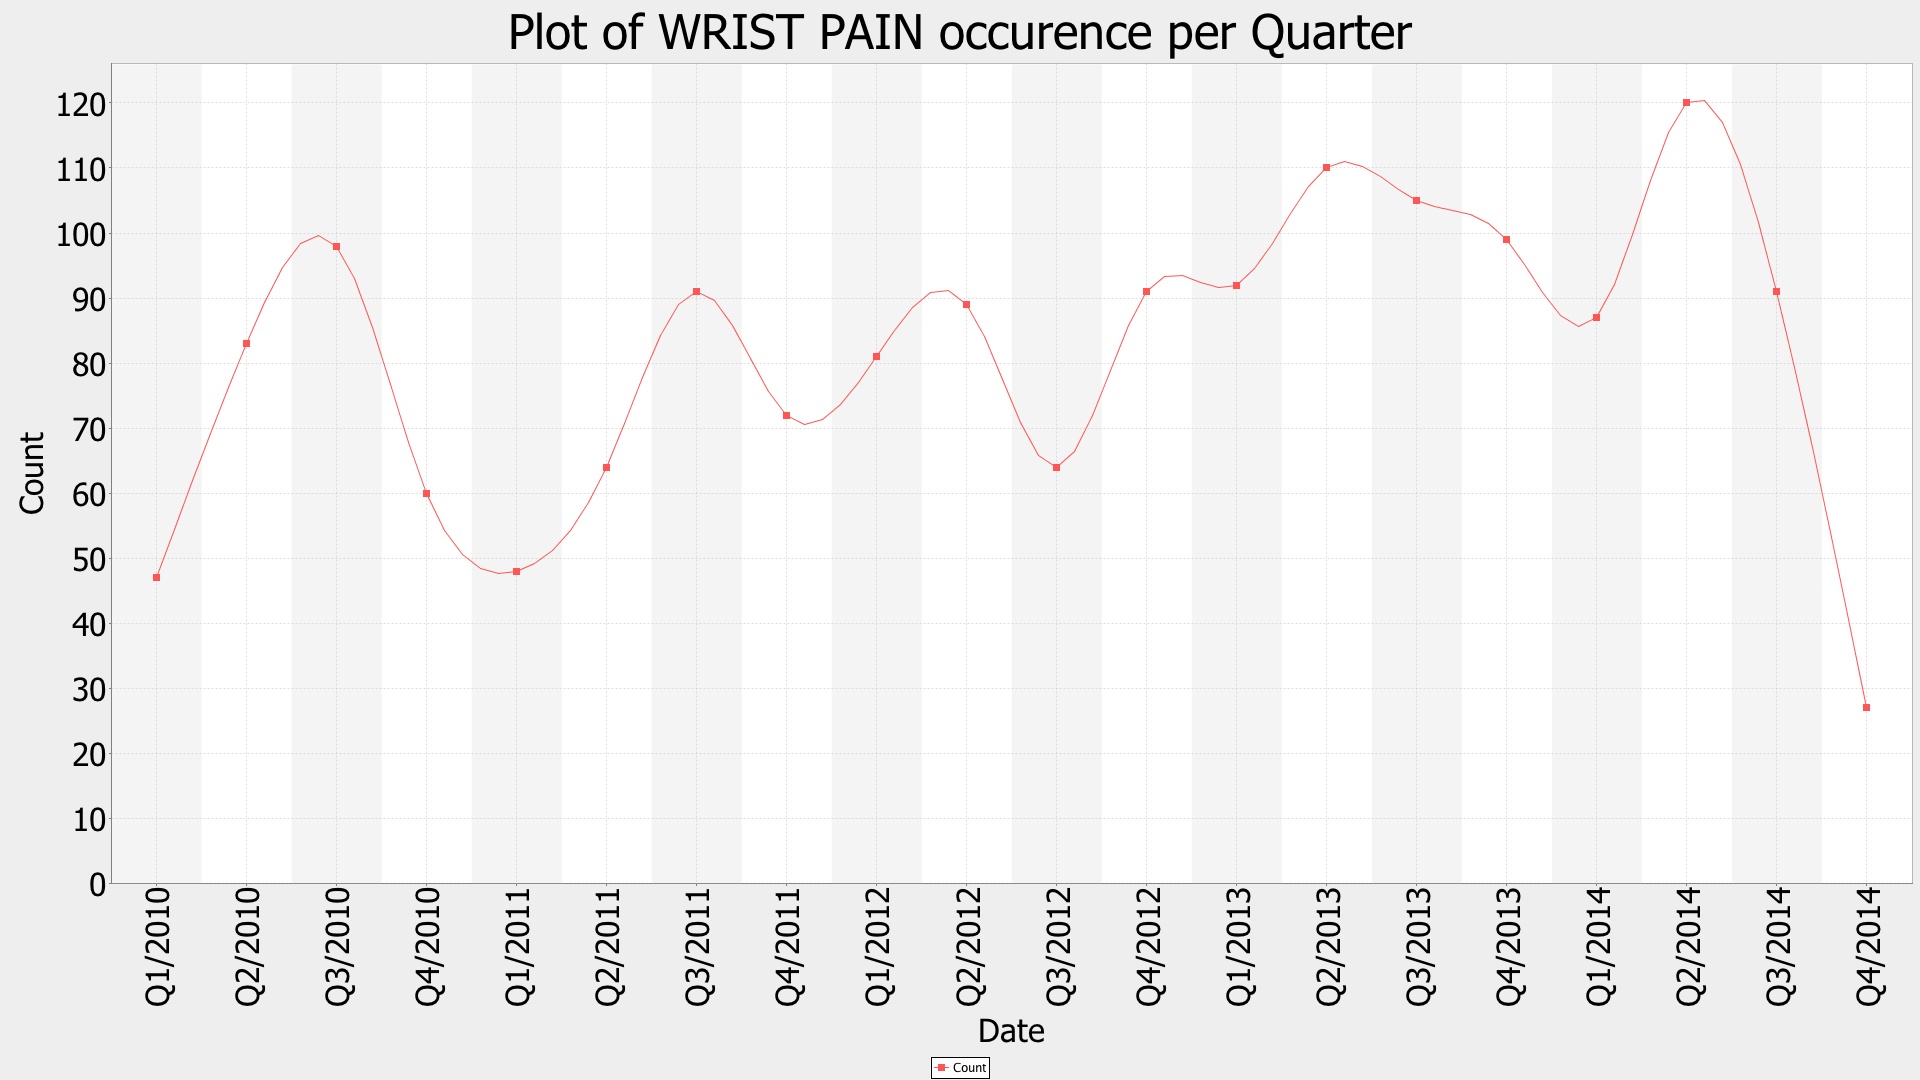 Plot of WRIST PAIN occurence per Quarter
120
110
100
90
80
70
60
50
40
30
20
10
0
Count
Q1/2010
Q2/2010
Q3/2010
Q4/2010
Q1/2011
Q2/2011
Q3/2011
Q4/2011
Q1/2012
Q2/2012
Q3/2012
Q4/2012
Q1/2013
Q2/2013
Q3/2013
Q4/2013
Q1/2014
Q2/2014
Q3/2014
Q4/2014
Date
Count